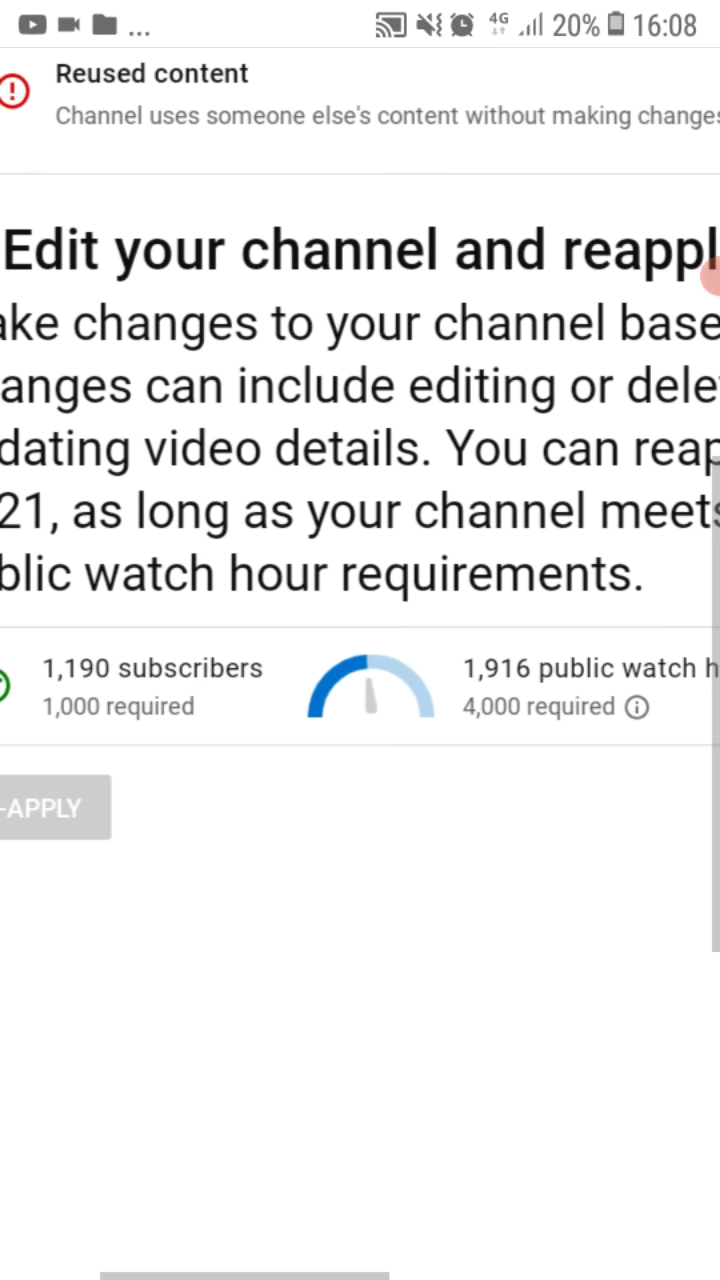 ... 4G 20% 16:08
Reused content
Channel uses someone else's content without making changes
Edit your channel and reappl
ake changes to your channel base
anges can include editing or dele
dating video details. You can reap
21, as long as your channel meets
blic watch hour requirements.
1,190 subscribers 1,916 public watch h
1,000 required 4,000 required
-APPLY